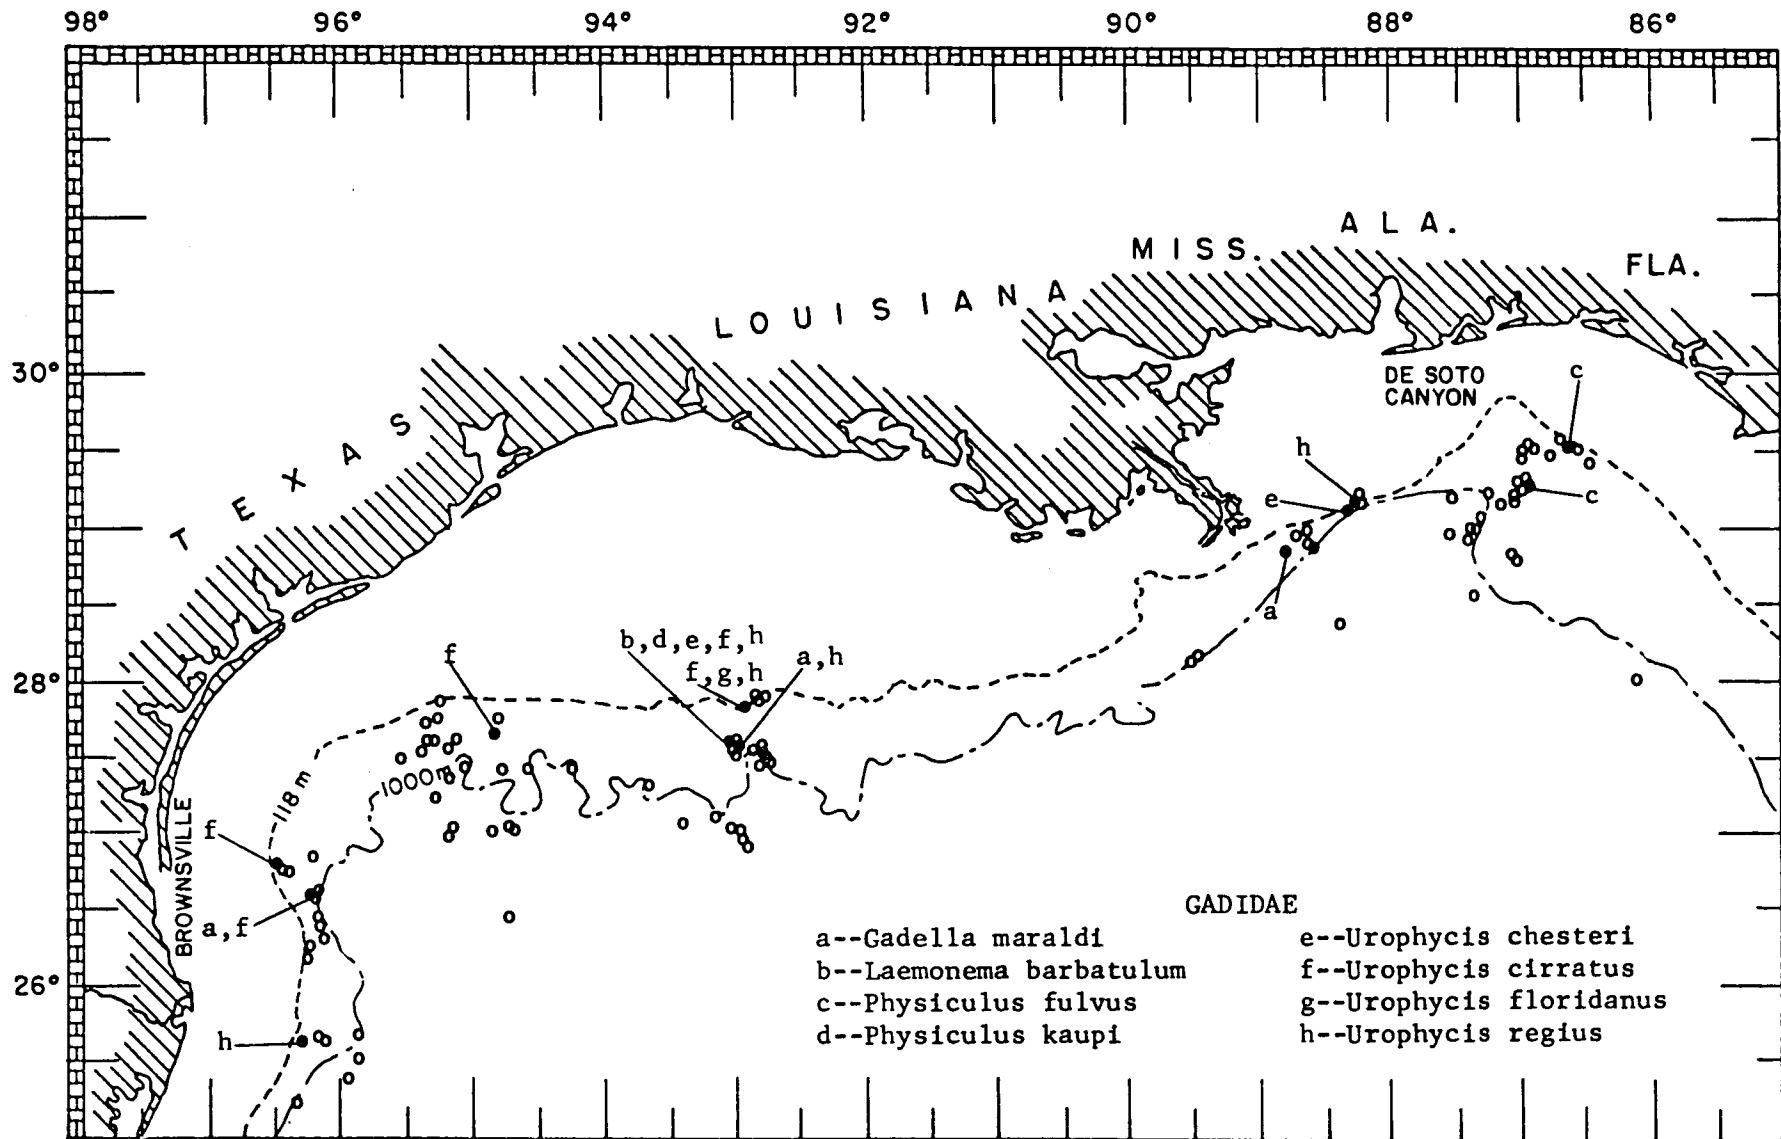 98° 96° 94° 92° 90° 88° 86°
ALA.
MISS.
FLA.
LOUISIANA
30°
DE SOTO
CANYON
c
TEXAS
h
e
c
a
b,d,e,f,h
f
a,h
f,g,h
28°
1000m
118 m
BROWNSVILLE
f
a,f
GADIDAE
a--Gadella maraldi
b--Laemonema barbatulum
c--Physiculus fulvus
d--Physiculus kaupi
e--Urophycis chesteri
f--Urophycis cirratus
g--Urophycis floridanus
h--Urophycis regius
26°
h